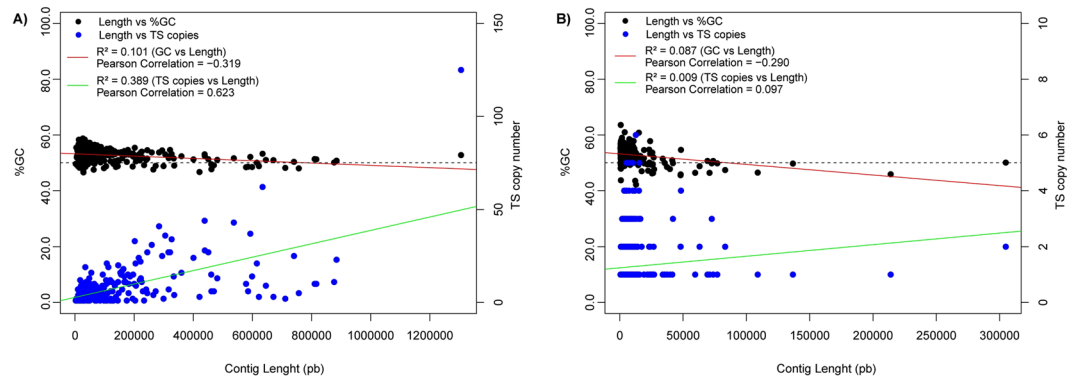 A)
Length vs %GC
Length vs TS copies
R² = 0.101 (GC vs Length)
Pearson Correlation = −0.319
R² = 0.389 (TS copies vs Length)
Pearson Correlation = 0.623
%GC
0.0 20.0 40.0 60.0 80.0 100.0
TS copy number
0 50 100 150
0 200000 400000 600000 800000 1000000 1200000
Contig Lenght (pb)
B)
Length vs %GC
Length vs TS copies
R² = 0.087 (GC vs Length)
Pearson Correlation = −0.290
R² = 0.009 (TS copies vs Length)
Pearson Correlation = 0.097
%GC
0.0 20.0 40.0 60.0 80.0 100.0
TS copy number
0 2 4 6 8 10
0 50000 100000 150000 200000 250000 300000
Contig Lenght (pb)